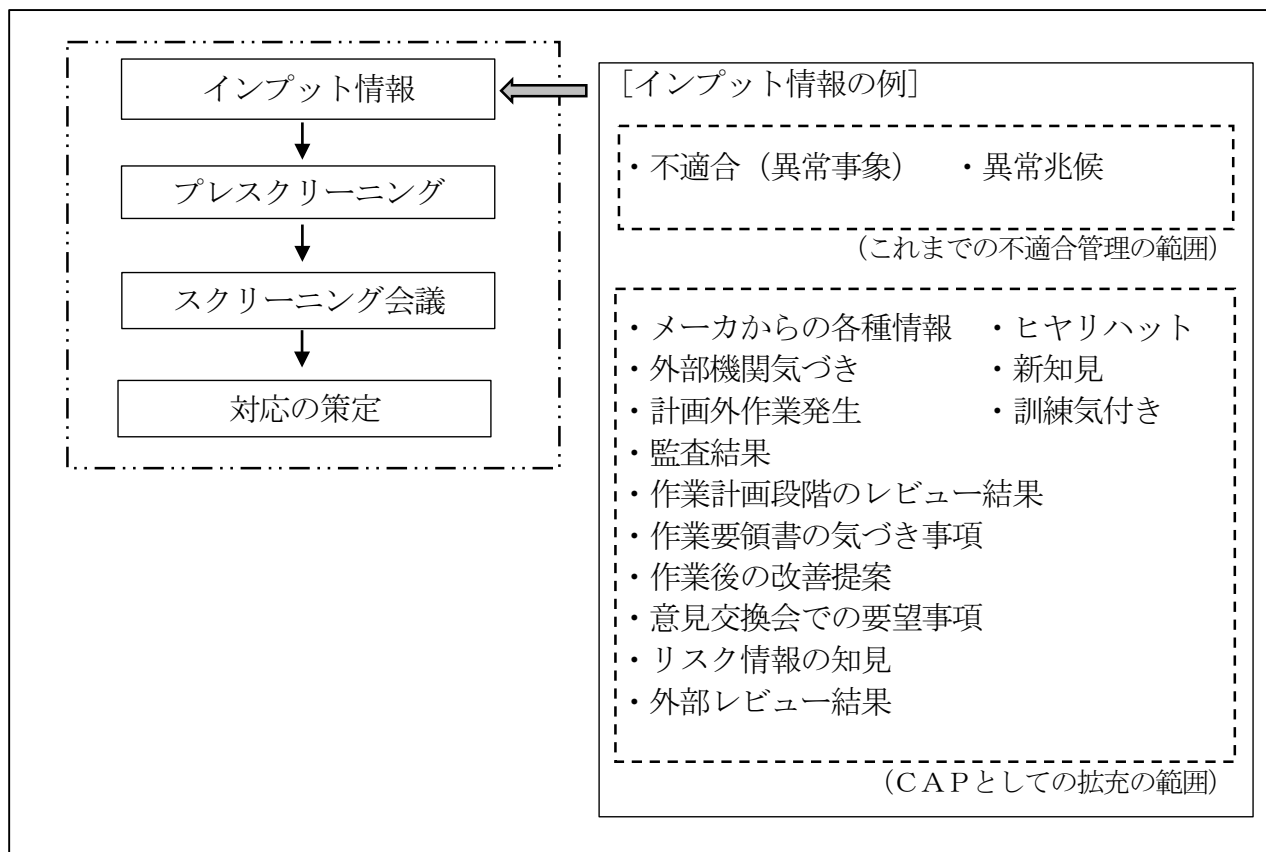 インプット情報
プレスクリーニング
スクリーニング会議
対応の策定
[インプット情報の例]
・不適合（異常事象） ・異常兆候
（これまでの不適合管理の範囲）
・メーカからの各種情報 ・ヒヤリハット
・外部機関気づき ・新知見
・計画外作業発生 ・訓練気付き
・監査結果
・作業計画段階のレビュー結果
・作業要領書の気づき事項
・作業後の改善提案
・意見交換会での要望事項
・リスク情報の知見
・外部レビュー結果
（ＣＡＰとしての拡充の範囲）